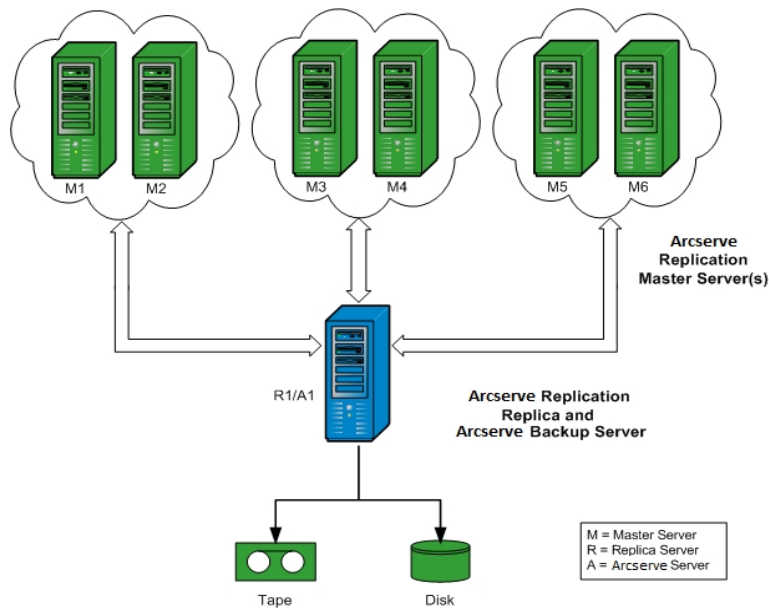 M1
M2
M3
M4
M5
M6
Arcserve
Replication
Master Server(s)
R1/A1
Arcserve Replication
Replica and
Arcserve Backup Server
Tape
Disk
M = Master Server
R = Replica Server
A = Arcserve Server